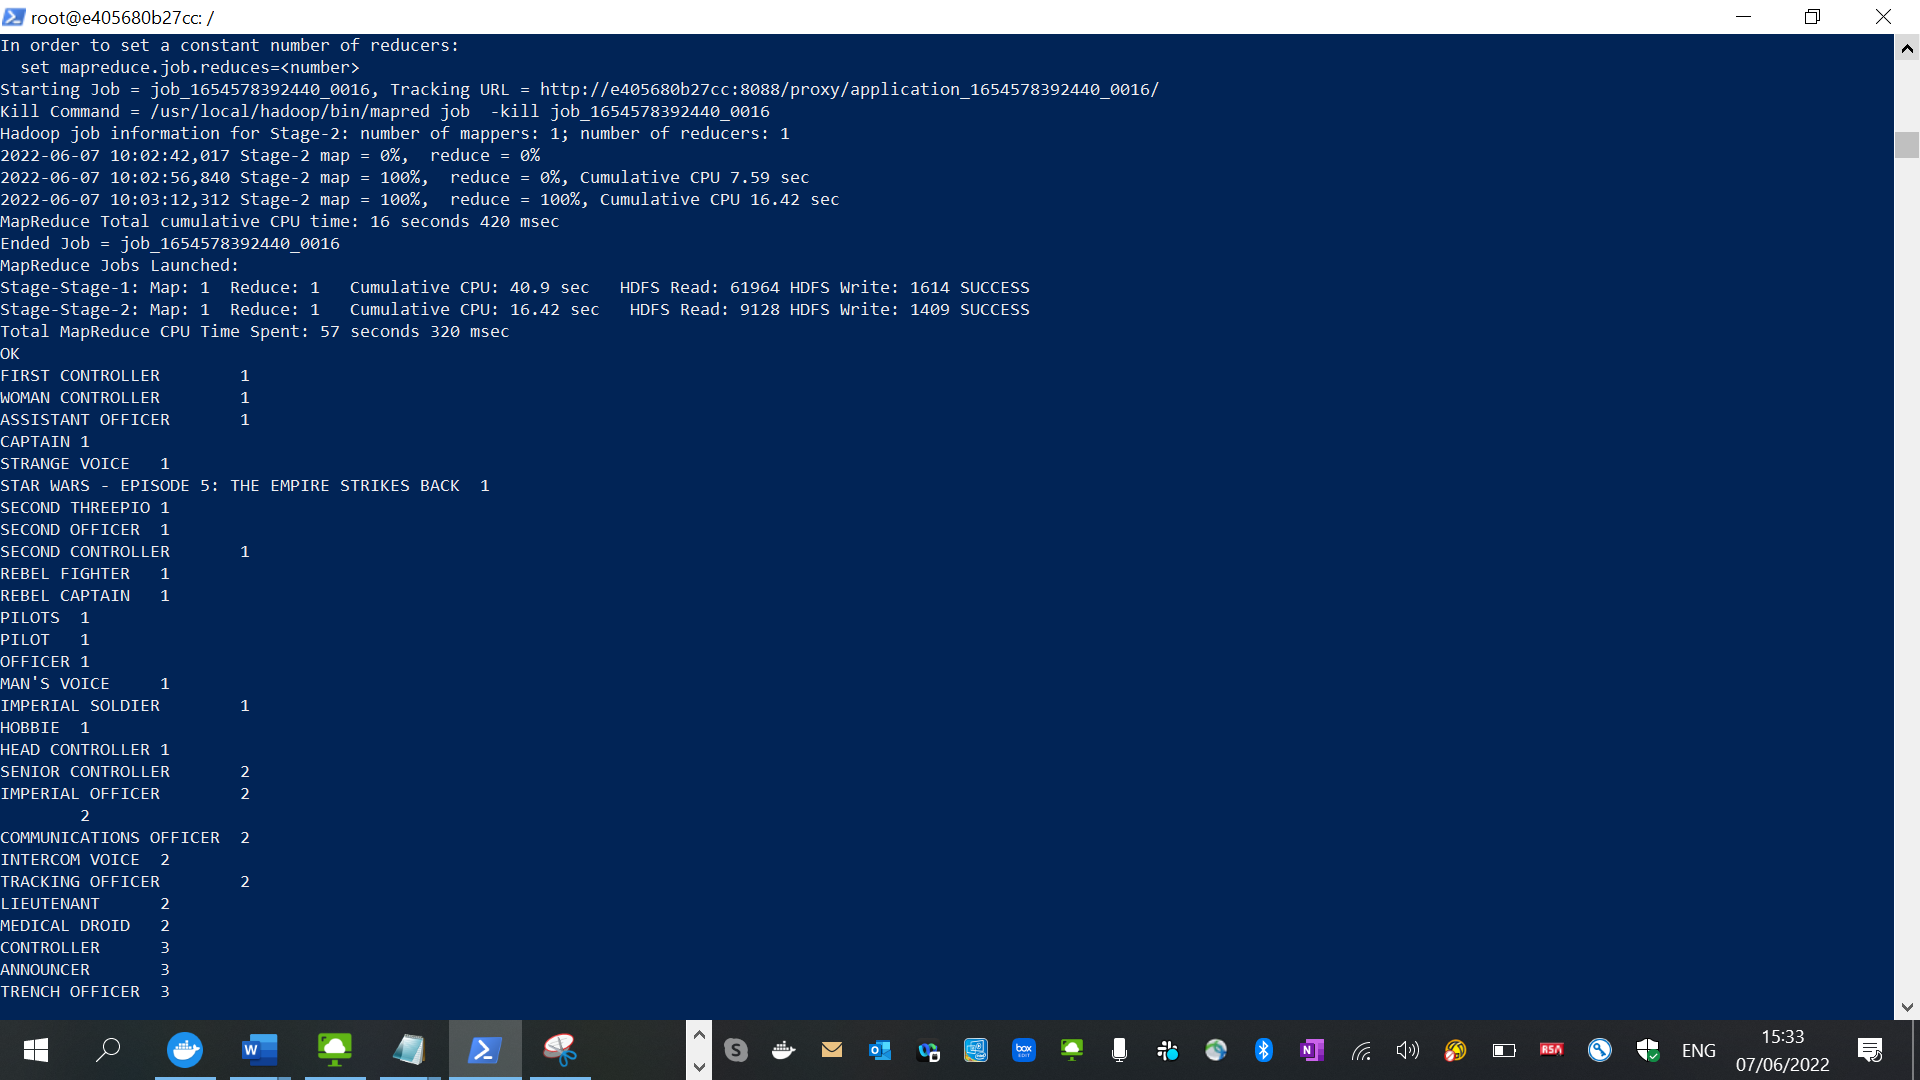 root@e405680b27cc: /
In order to set a constant number of reducers:
  set mapreduce.job.reduces=<number>
Starting Job = job_1654578392440_0016, Tracking URL = http://e405680b27cc:8088/proxy/application_1654578392440_0016/
Kill Command = /usr/local/hadoop/bin/mapred job  -kill job_1654578392440_0016
Hadoop job information for Stage-2: number of mappers: 1; number of reducers: 1
2022-06-07 10:02:42,017 Stage-2 map = 0%,  reduce = 0%
2022-06-07 10:02:56,840 Stage-2 map = 100%,  reduce = 0%, Cumulative CPU 7.59 sec
2022-06-07 10:03:12,312 Stage-2 map = 100%,  reduce = 100%, Cumulative CPU 16.42 sec
MapReduce Total cumulative CPU time: 16 seconds 420 msec
Ended Job = job_1654578392440_0016
MapReduce Jobs Launched:
Stage-Stage-1: Map: 1  Reduce: 1   Cumulative CPU: 40.9 sec   HDFS Read: 61964 HDFS Write: 1614 SUCCESS
Stage-Stage-2: Map: 1  Reduce: 1   Cumulative CPU: 16.42 sec   HDFS Read: 9128 HDFS Write: 1409 SUCCESS
Total MapReduce CPU Time Spent: 57 seconds 320 msec
OK
FIRST CONTROLLER        1
WOMAN CONTROLLER        1
ASSISTANT OFFICER       1
CAPTAIN 1
STRANGE VOICE   1
STAR WARS - EPISODE 5: THE EMPIRE STRIKES BACK  1
SECOND THREEPIO 1
SECOND OFFICER  1
SECOND CONTROLLER       1
REBEL FIGHTER   1
REBEL CAPTAIN   1
PILOTS  1
PILOT   1
OFFICER 1
MAN'S VOICE     1
IMPERIAL SOLDIER        1
HOBBIE  1
HEAD CONTROLLER 1
SENIOR CONTROLLER       2
IMPERIAL OFFICER        2
        2
COMMUNICATIONS OFFICER  2
INTERCOM VOICE  2
TRACKING OFFICER        2
LIEUTENANT      2
MEDICAL DROID   2
CONTROLLER      3
ANNOUNCER       3
TRENCH OFFICER  3
W
S
box
EDIT
N
RSA
ENG
15:33
07/06/2022